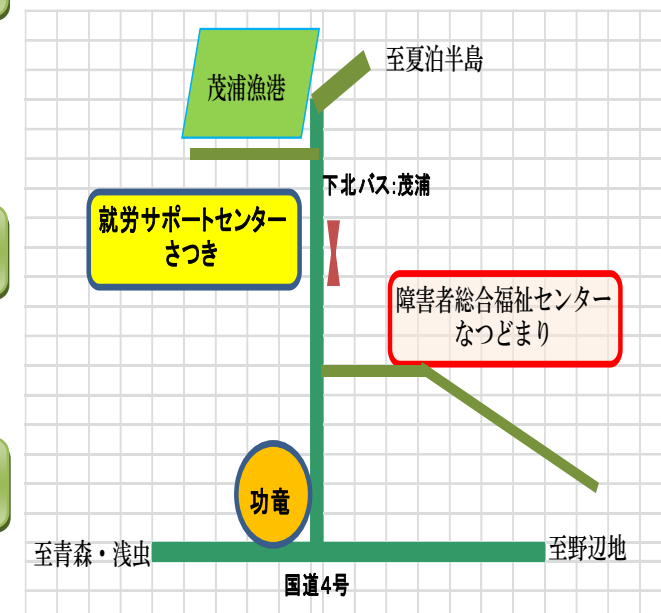 至夏泊半島
茂浦漁港
下北バス:茂浦
就労サポートセンター
さつき
障害者総合福祉センター
なつどまり
功竜
至青森・浅虫
至野辺地
国道4号